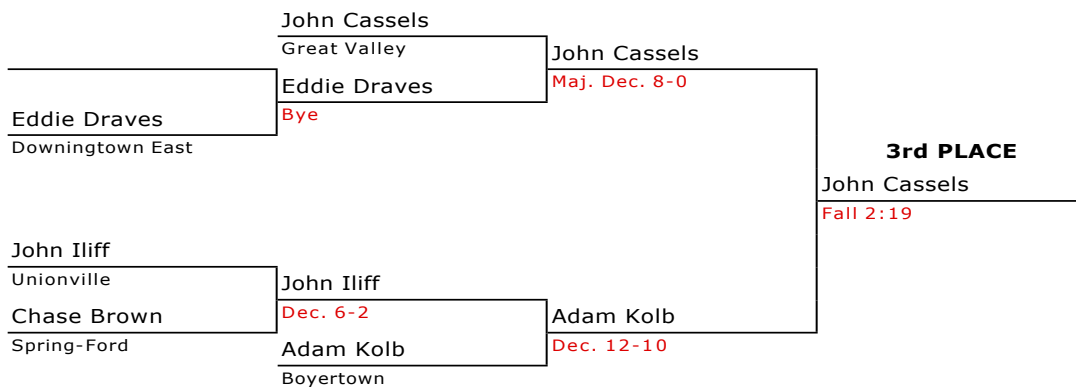 John Cassels
Great Valley
John Cassels
Eddie Draves
Maj. Dec. 8-0
Eddie Draves
Bye
Downingtown East
3rd PLACE
John Cassels
Fall 2:19
John Iliff
Unionville
John Iliff
Chase Brown
Dec. 6-2
Adam Kolb
Spring-Ford
Adam Kolb
Dec. 12-10
Boyertown